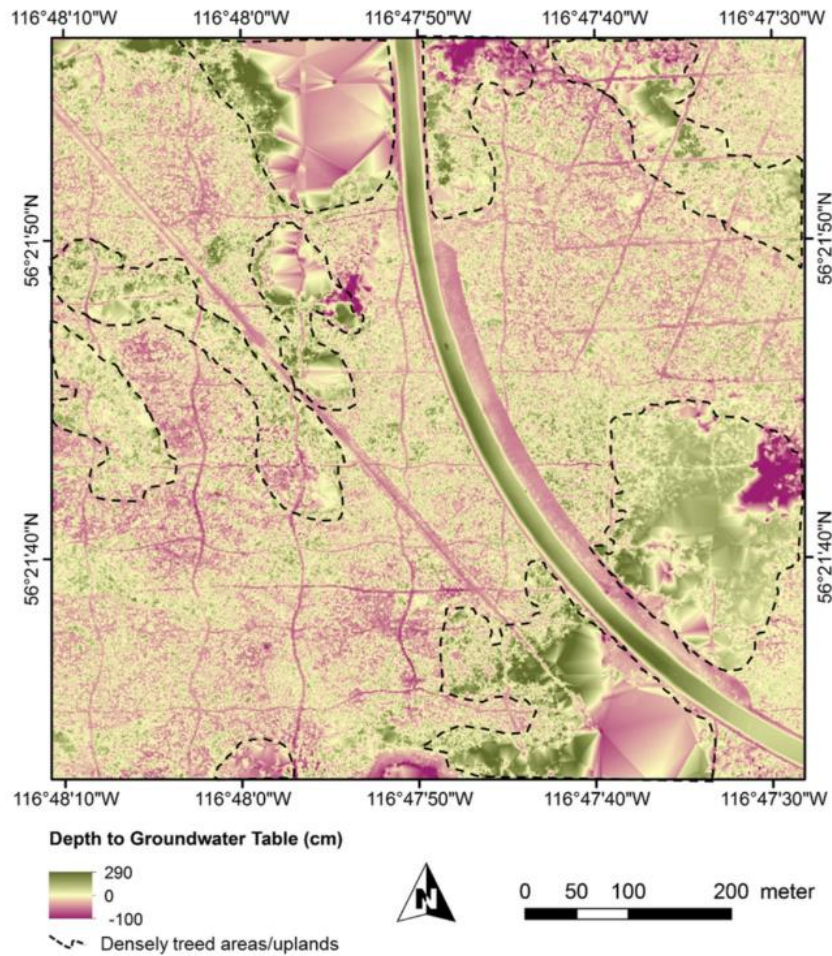 116°48'10"W 116°48'0"W 116°47'50"W 116°47'40"W 116°47'30"W
56°21'50"N 56°21'50"N
56°21'40"N 56°21'40"N
116°48'10"W 116°48'0"W 116°47'50"W 116°47'40"W 116°47'30"W
Depth to Groundwater Table (cm)
290
0
-100
Densely treed areas/uplands
N
0 50 100 200 meter